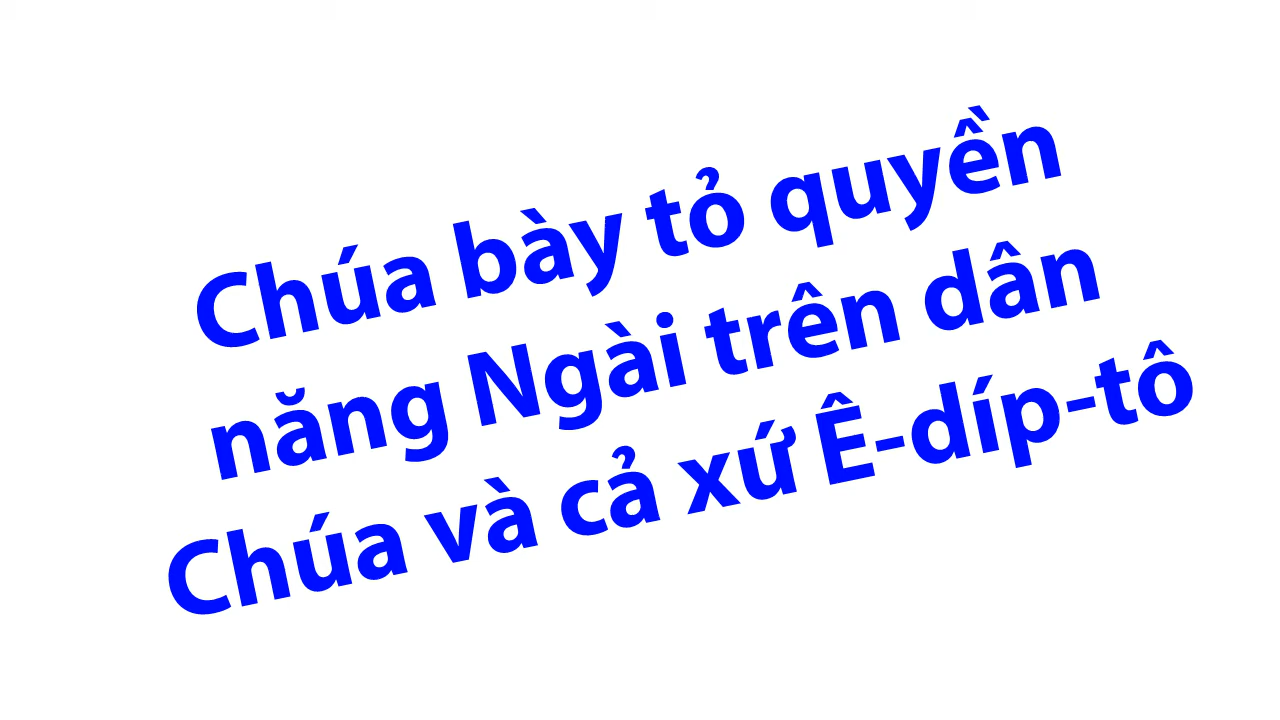 Chúa bày tỏ quyền
năng Ngài trên dân
Chúa và cả xứ Ê-díp-tô